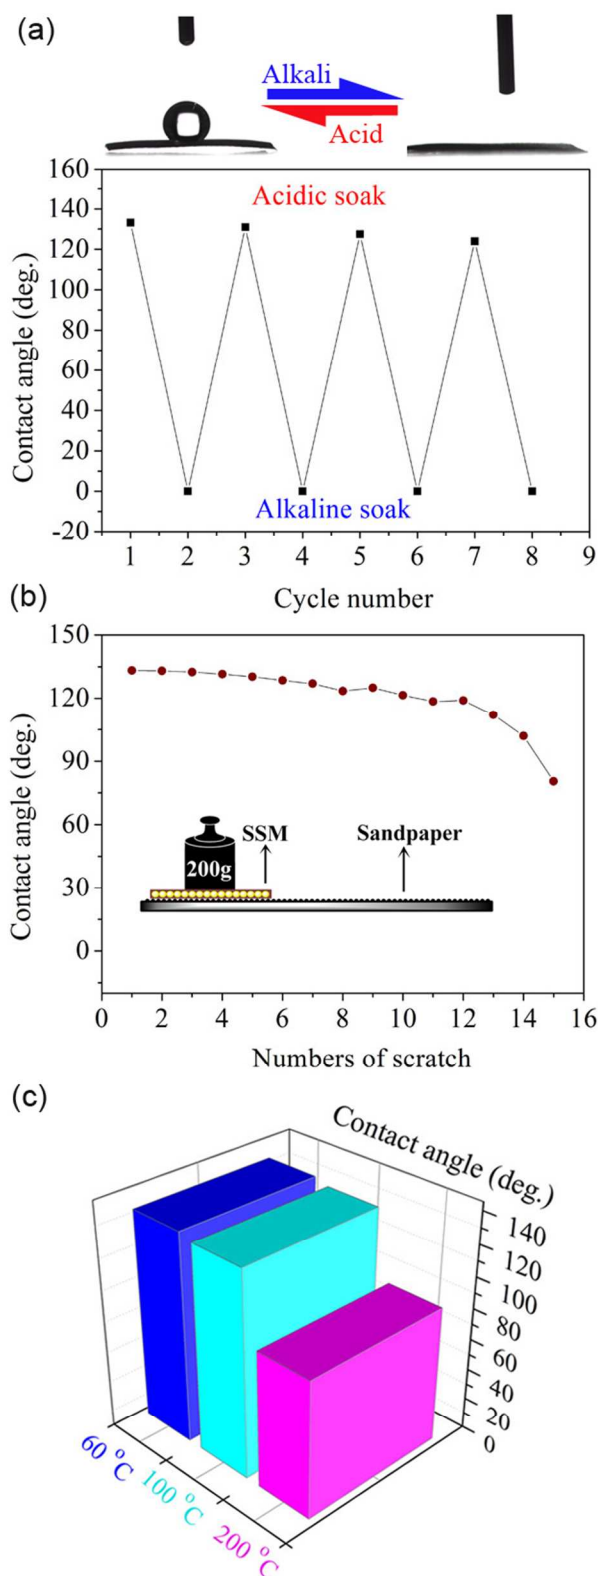 (a)
Alkali
Acid
Acidic soak
Alkaline soak
Contact angle (deg.)
160
140
120
100
80
60
40
20
0
-20
1 2 3 4 5 6 7 8 9
Cycle number
(b)
Contact angle (deg.)
150
120
90
60
30
0
200g
SSM
Sandpaper
0 2 4 6 8 10 12 14 16
Numbers of scratch
(c)
Contact angle (deg.)
140
120
100
80
60
40
20
0
60 °C
100 °C
200 °C